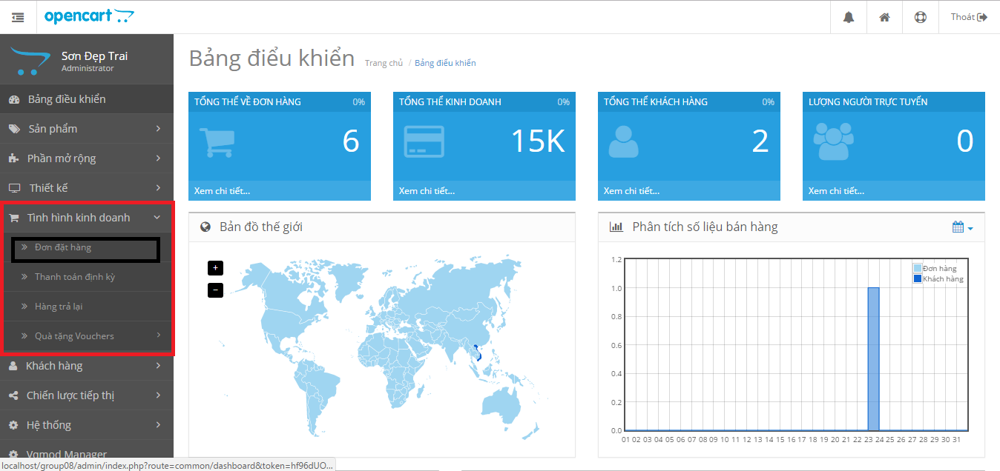 opencart
Thoát
Sơn Đẹp Trai
Administrator
Bảng điều khiển
Sản phẩm
Phần mở rộng
Thiết kế
Tình hình kinh doanh
Đơn đặt hàng
Thanh toán định kỳ
Hàng trả lại
Quà tặng Vouchers
Khách hàng
Chiến lược tiếp thị
Hệ thống
Vqmod Manager
Bảng điều khiển Trang chủ / Bảng điều khiển
TỔNG THỂ VỀ ĐƠN HÀNG 0%
6
Xem chi tiết...
TỔNG THỂ KINH DOANH 0%
15K
Xem chi tiết...
TỔNG THỂ KHÁCH HÀNG 0%
2
Xem chi tiết...
LƯỢNG NGƯỜI TRỰC TUYẾN
0
Xem chi tiết...
Bản đồ thế giới
+
−
Phân tích số liệu bán hàng
Đơn hàng
Khách hàng
1.2
1.0
0.8
0.6
0.4
0.2
0.0
01 02 03 04 05 06 07 08 09 10 11 12 13 14 15 16 17 18 19 20 21 22 23 24 25 26 27 28 29 30 31
localhost/group08/admin/index.php?route=common/dashboard&token=hf96dUO...